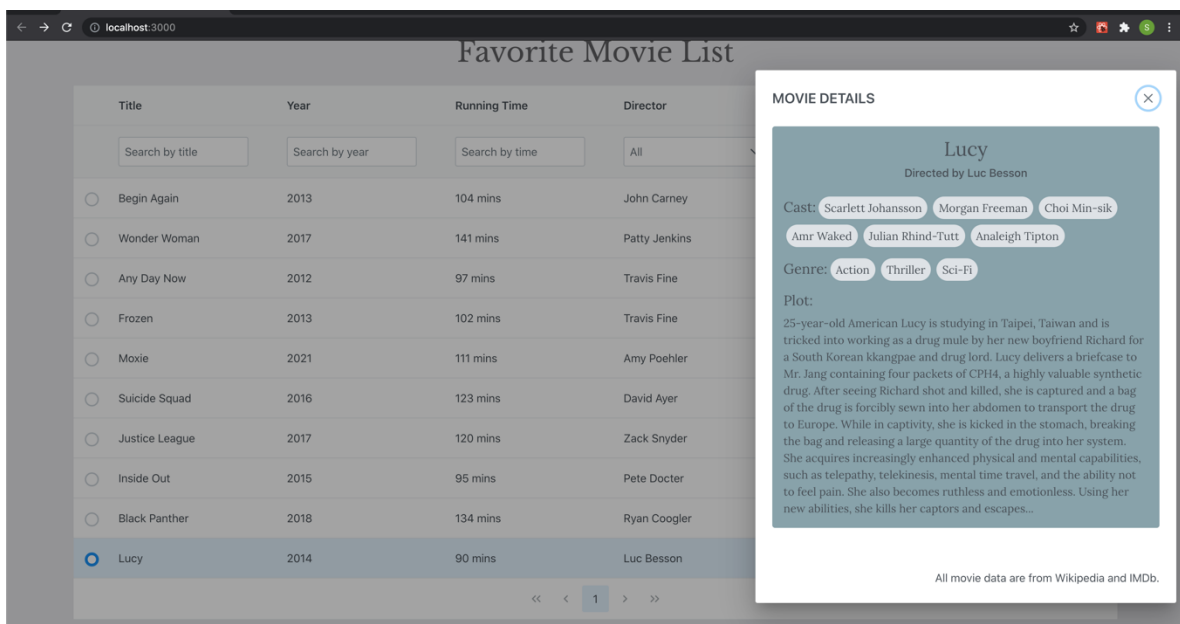 localhost:3000
S
Favorite Movie List
Title Year Running Time Director
Search by title Search by year Search by time All
Begin Again 2013 104 mins John Carney
Wonder Woman 2017 141 mins Patty Jenkins
Any Day Now 2012 97 mins Travis Fine
Frozen 2013 102 mins Travis Fine
Moxie 2021 111 mins Amy Poehler
Suicide Squad 2016 123 mins David Ayer
Justice League 2017 120 mins Zack Snyder
Inside Out 2015 95 mins Pete Docter
Black Panther 2018 134 mins Ryan Coogler
Lucy 2014 90 mins Luc Besson
<< < 1 > >>
MOVIE DETAILS
Lucy
Directed by Luc Besson
Cast: Scarlett Johansson Morgan Freeman Choi Min-sik
Amr Waked Julian Rhind-Tutt Analeigh Tipton
Genre: Action Thriller Sci-Fi
Plot:
25-year-old American Lucy is studying in Taipei, Taiwan and is
tricked into working as a drug mule by her new boyfriend Richard for
a South Korean kkangpae and drug lord. Lucy delivers a briefcase to
Mr. Jang containing four packets of CPH4, a highly valuable synthetic
drug. After seeing Richard shot and killed, she is captured and a bag
of the drug is forcibly sewn into her abdomen to transport the drug
to Europe. While in captivity, she is kicked in the stomach, breaking
the bag and releasing a large quantity of the drug into her system.
She acquires increasingly enhanced physical and mental capabilities,
such as telepathy, telekinesis, mental time travel, and the ability not
to feel pain. She also becomes ruthless and emotionless. Using her
new abilities, she kills her captors and escapes...
All movie data are from Wikipedia and IMDb.